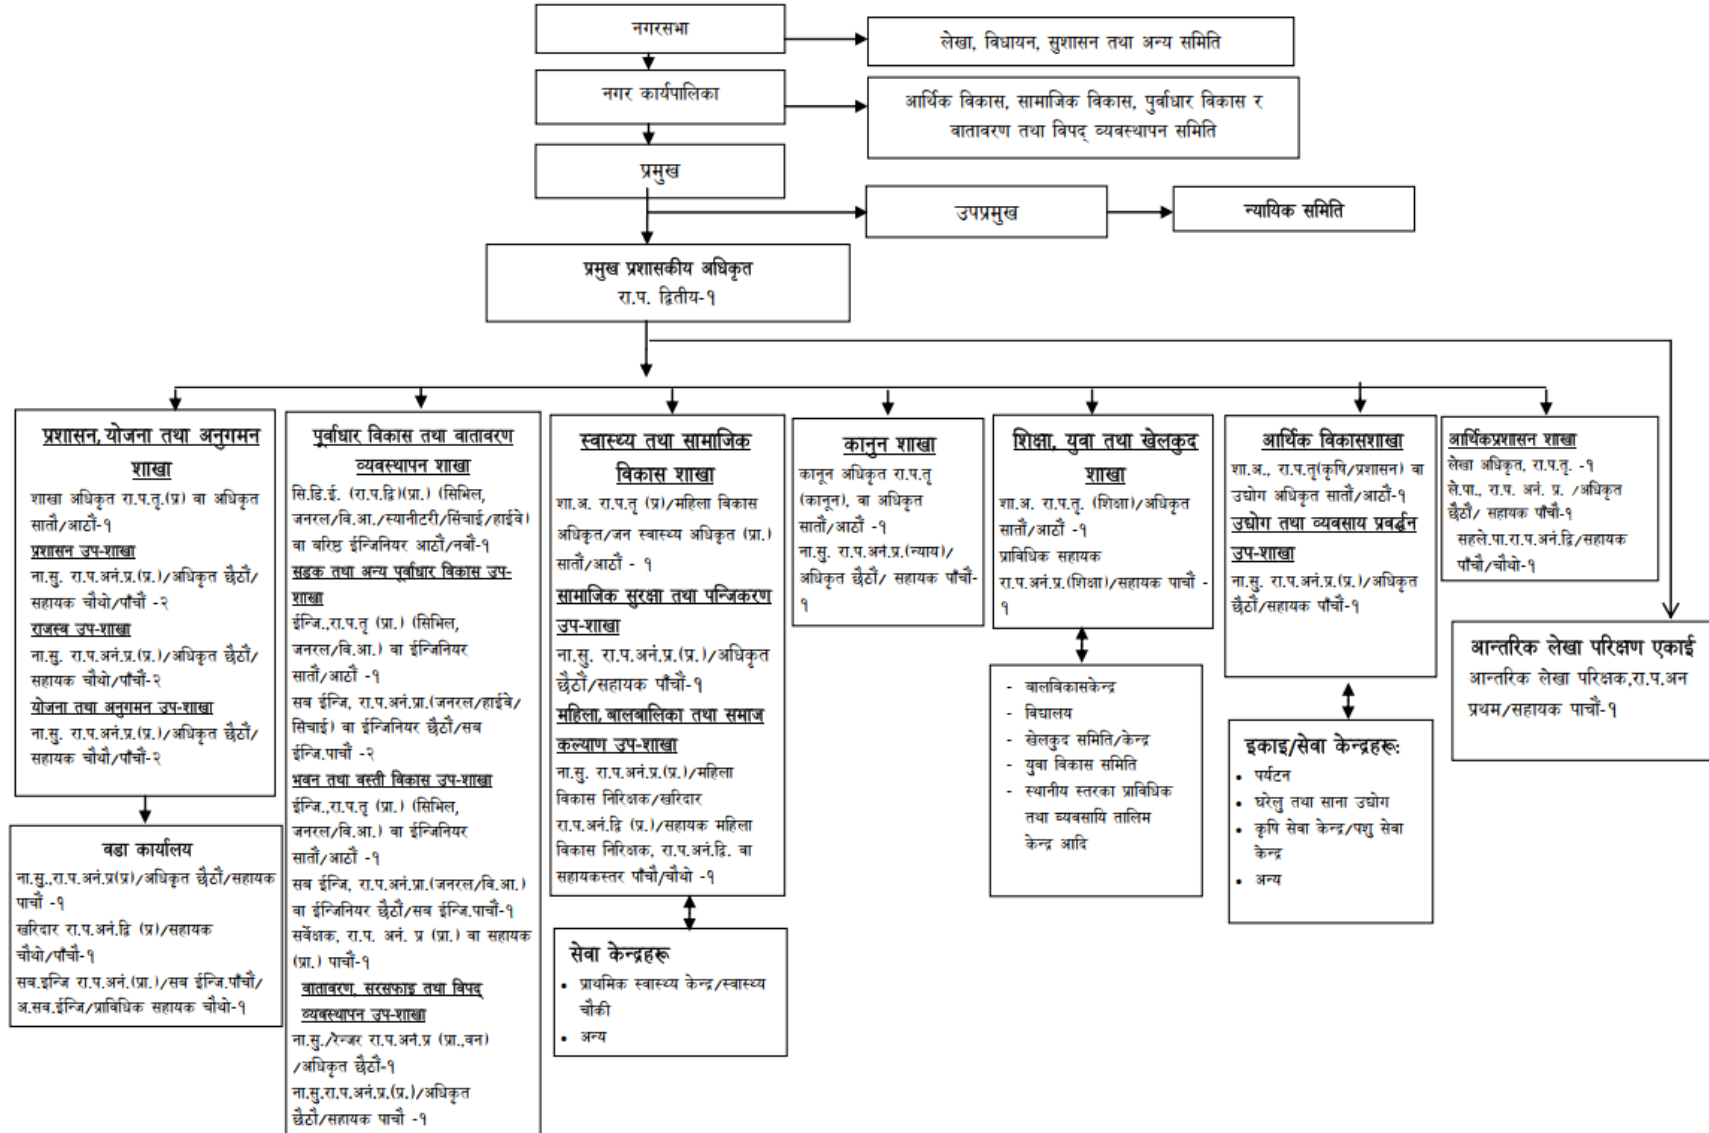 नगरसभा
लेखा, विधायन, सुशासन तथा अन्य समिति
नगर कार्यपालिका
आर्थिक विकास, सामाजिक विकास, पुर्वाधार विकास र
वातावरण तथा विपद् व्यवस्थापन समिति
प्रमुख
उपप्रमुख
न्यायिक समिति
प्रमुख प्रशासकीय अधिकृत
रा.प. द्वितीय-१
प्रशासन, योजना तथा अनुगमन
शाखा
शाखा अधिकृत रा.प.तृ.(प्र) वा अधिकृत
सातौं/आठौं-१
प्रशासन उप-शाखा
ना.सु. रा.प.अनं.प्र.(प्र.)/अधिकृत छैठौं/
सहायक चौथो/पाँचौं -२
राजस्व उप-शाखा
ना.सु. रा.प.अनं.प्र.(प्र.)/अधिकृत छैठौं/
सहायक चौथो/पाँचौं-२
योजना तथा अनुगमन उप-शाखा
ना.सु. रा.प.अनं.प्र.(प्र.)/अधिकृत छैठौं/
सहायक चौथौ/पाँचौं-२
वडा कार्यालय
ना.सु.,रा.प.अनं.प्र(प्र)/अधिकृत छैठौं/सहायक
पाचौं -१
खरिदार रा.प.अनं.द्वि (प्र)/सहायक
चौथो/पाँचौ-१
सब.इन्जि रा.प.अनं.(प्रा.)/सब ईन्जि.पाँचौं/
अ.सब.ईन्जि/प्राविधिक सहायक चौथो-१
पूर्वाधार विकास तथा वातावरण
व्यवस्थापन शाखा
सि.डि.ई. (रा.प.द्वि)(प्रा.) (सिभिल,
जनरल/वि.आ./स्यानीटरी/सिंचाई/हाईवे)
वा बरिष्ठ ईन्जिनियर आठौं/नवौं-१
सडक तथा अन्य पूर्वाधार विकास उप-
शाखा
ईन्जि.,रा.प.तृ (प्रा.) (सिभिल,
जनरल/वि.आ.) वा ईन्जिनियर
सातौं/आठौं -१
सब ईन्जि, रा.प.अनं.प्रा.(जनरल/हाईवे/
सिंचाई) वा ईन्जिनियर छैठौं/सब
ईन्जि.पाचौं -२
भवन तथा वस्ती विकास उप-शाखा
ईन्जि.,रा.प.तृ (प्रा.) (सिभिल,
जनरल/वि.आ.) वा ईन्जिनियर
सातौं/आठौं -१
सब ईन्जि, रा.प.अनं.प्रा.(जनरल/वि.आ.)
वा ईन्जिनियर छैठौं/सब ईन्जि.पाचौं-१
सर्वेक्षक, रा.प. अनं. प्र (प्रा.) वा सहायक
(प्रा.) पाचौं-१
वातावरण, सरसफाइ तथा विपद्
व्यवस्थापन उप-शाखा
ना.सु./रेन्जर रा.प.अनं.प्र (प्रा.,वन)
/अधिकृत छैठौं-१
ना.सु.रा.प.अनं.प्र.(प्र.)/अधिकृत
छैठौं/सहायक पाचौ -१
स्वास्थ्य तथा सामाजिक
विकास शाखा
शा.अ. रा.प.तृ (प्र)/महिला विकास
अधिकृत/जन स्वास्थ्य अधिकृत (प्रा.)
सातौं/आठौं - १
सामाजिक सुरक्षा तथा पन्जिकरण
उप-शाखा
ना.सु. रा.प.अनं.प्र.(प्र.)/अधिकृत
छैठौं/सहायक पाँचौं-१
महिला, बालबालिका तथा समाज
कल्याण उप-शाखा
ना.सु. रा.प.अनं.प्र.(प्र.)/महिला
विकास निरिक्षक/खरिदार
रा.प.अनं.द्वि (प्र.)/सहायक महिला
विकास निरिक्षक, रा.प.अनं.द्वि. वा
सहायकस्तर पाँचौ/चौथो -१
सेवा केन्द्रहरू
• प्राथमिक स्वास्थ्य केन्द्र/स्वास्थ्य
चौकी
• अन्य
कानुन शाखा
कानून अधिकृत रा.प.तृ
(कानून), वा अधिकृत
सातौं/आठौं -१
ना.सु. रा.प.अनं.प्र.(न्याय)/
अधिकृत छैठौं/ सहायक पाँचौं-
१
शिक्षा, युवा तथा खेलकुद
शाखा
शा.अ. रा.प.तृ. (शिक्षा)/अधिकृत
सातौं/आठौं -१
प्राविधिक सहायक
रा.प.अनं.प्र.(शिक्षा)/सहायक पाचौं -
१
- बालविकासकेन्द्र
- विद्यालय
- खेलकुद समिति/केन्द्र
- युवा विकास समिति
- स्थानीय स्तरका प्राविधिक
तथा व्यवसायि तालिम
केन्द्र आदि
आर्थिक विकासशाखा
शा.अ., रा.प.तृ(कृषि/प्रशासन) वा
उद्योग अधिकृत सातौं/आठौं-१
उद्योग तथा व्यवसाय प्रवर्द्धन
उप-शाखा
ना.सु. रा.प.अनं.प्र.(प्र.)/अधिकृत
छैठौं/सहायक पाँचौं-१
इकाइ/सेवा केन्द्रहरू:
• पर्यटन
• घरेलु तथा साना उद्योग
• कृषि सेवा केन्द्र/पशु सेवा
केन्द्र
• अन्य
आर्थिकप्रशासन शाखा
लेखा अधिकृत, रा.प.तृ. -१
ले.पा., रा.प. अनं. प्र. /अधिकृत
छैठौं/ सहायक पाँचौ-१
सहले.पा.रा.प.अनं.द्वि/सहायक
पाँचौ/चौथो-१
आन्तरिक लेखा परिक्षण एकाई
आन्तरिक लेखा परिक्षक,रा.प.अन
प्रथम/सहायक पाचौं-१